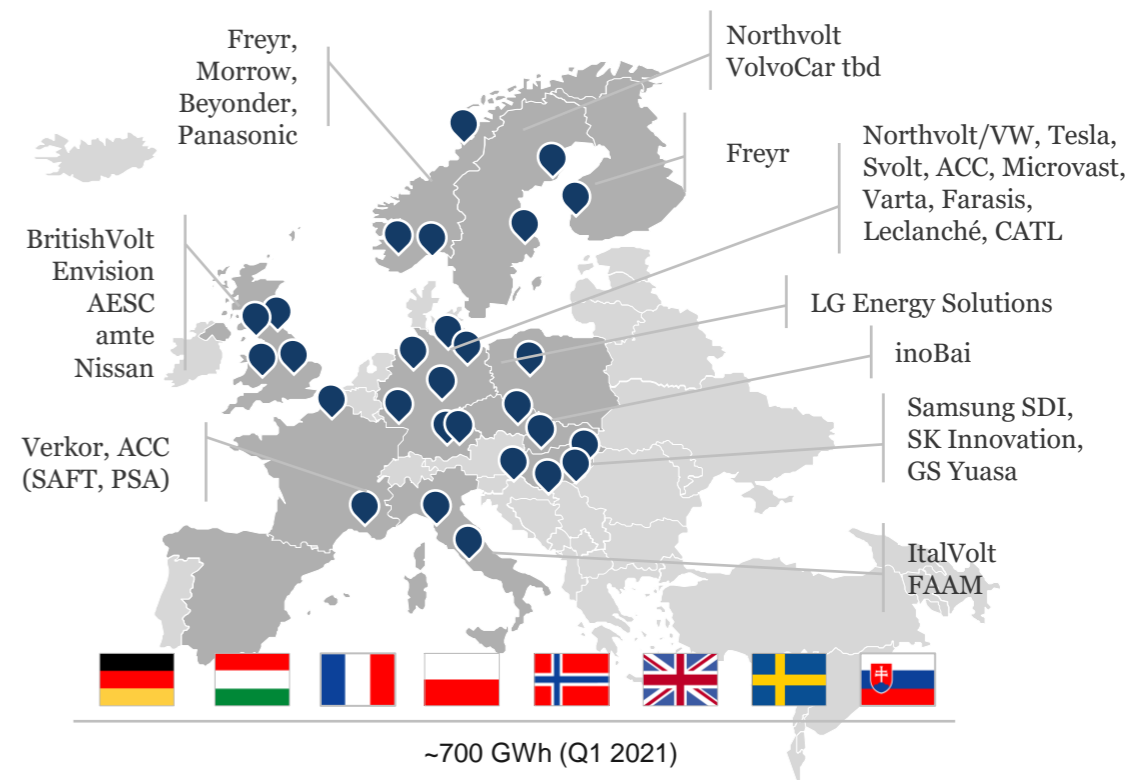 Freyr,
Morrow,
Beyonder,
Panasonic
Northvolt
VolvoCar tbd
Freyr
Northvolt/VW, Tesla,
Svolt, ACC, Microvast,
Varta, Farasis,
Leclanché, CATL
BritishVolt
Envision
AESC
amte
Nissan
LG Energy Solutions
inoBai
Verkor, ACC
(SAFT, PSA)
Samsung SDI,
SK Innovation,
GS Yuasa
ItalVolt
FAAM
~700 GWh (Q1 2021)